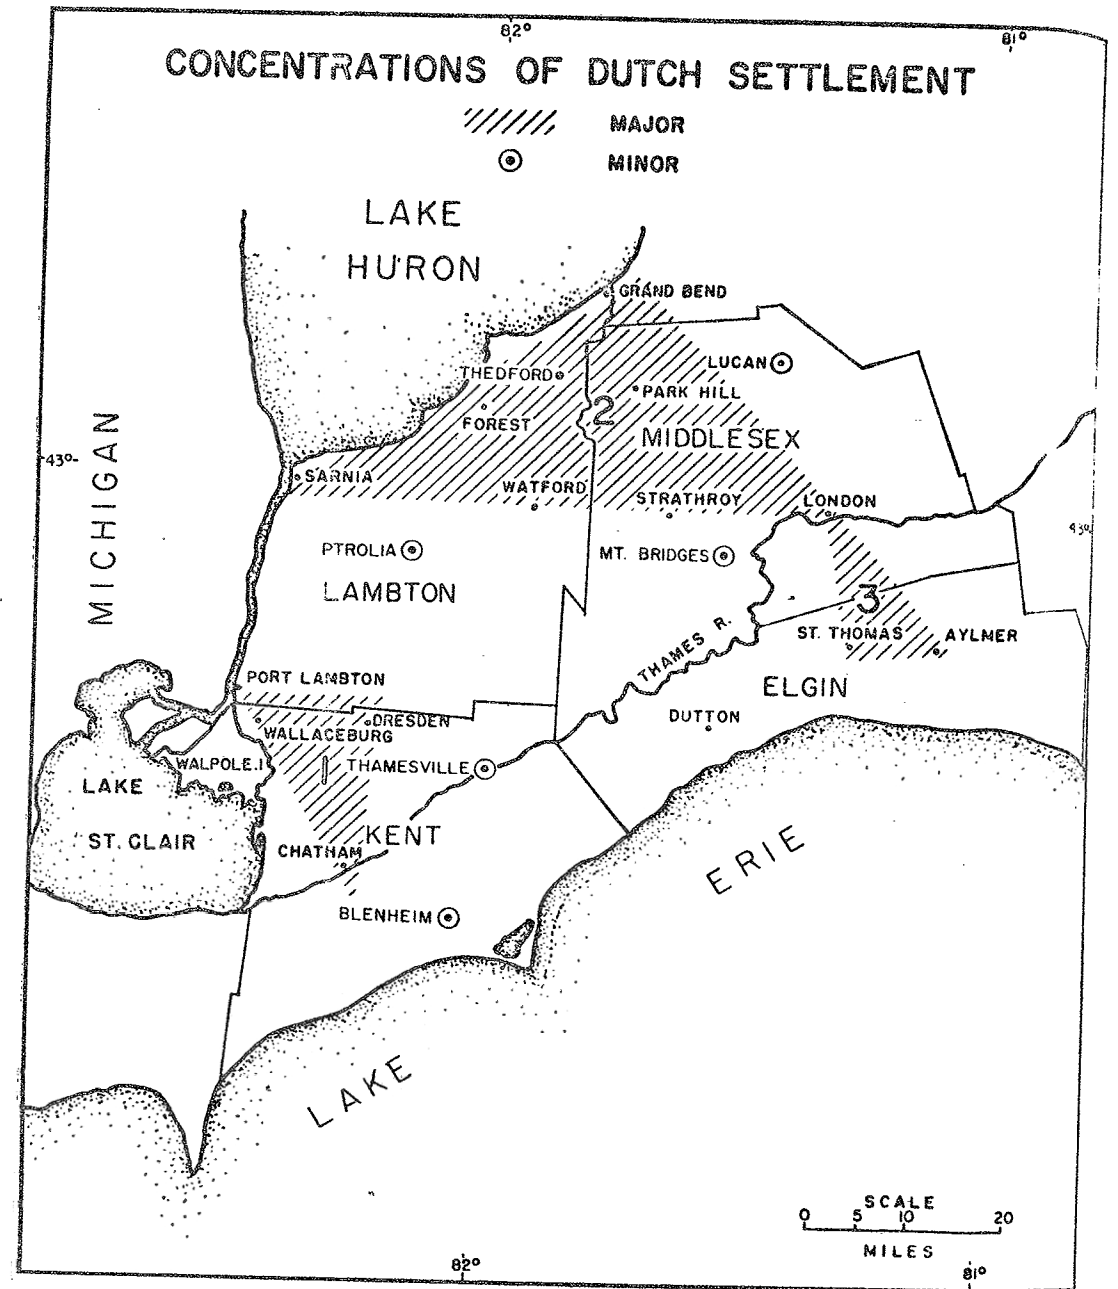 82°
81°
CONCENTRATIONS OF DUTCH SETTLEMENT
MAJOR
MINOR
LAKE
HURON
GRAND BEND
LUCAN
THEDFORD
PARK HILL
FOREST
2
MIDDLESEX
MICHIGAN
43°
SARNIA
WATFORD
STRATHROY
LONDON
43°
PTROLIA
MT. BRIDGES
LAMBTON
3
THAMES R.
ST. THOMAS
AYLMER
PORT LAMBTON
ELGIN
DRESDEN
DUTTON
WALLACEBURG
WALPOLE.I
1
THAMESVILLE
LAKE
ST. CLAIR
KENT
CHATHAM
BLENHEIM
LAKE ERIE
SCALE
0 5 10 20
MILES
82°
81°